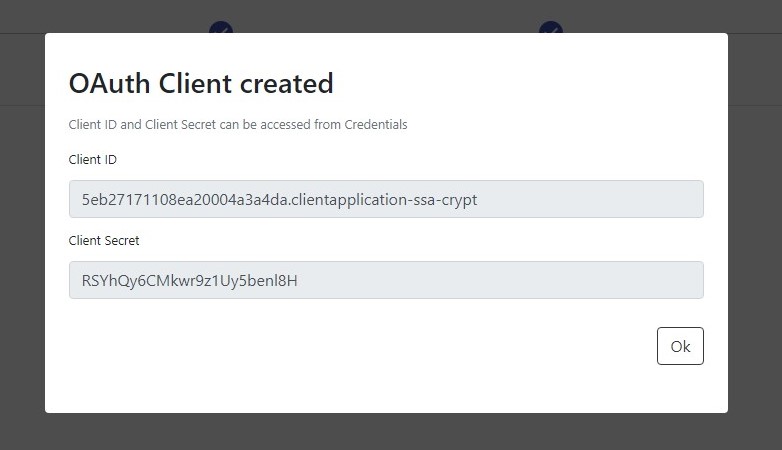 OAuth Client created
Client ID and Client Secret can be accessed from Credentials
Client ID
5eb27171108ea20004a3a4da.clientapplication-ssa-crypt
Client Secret
RSYhQy6CMkwr9z1Uy5benl8H
Ok